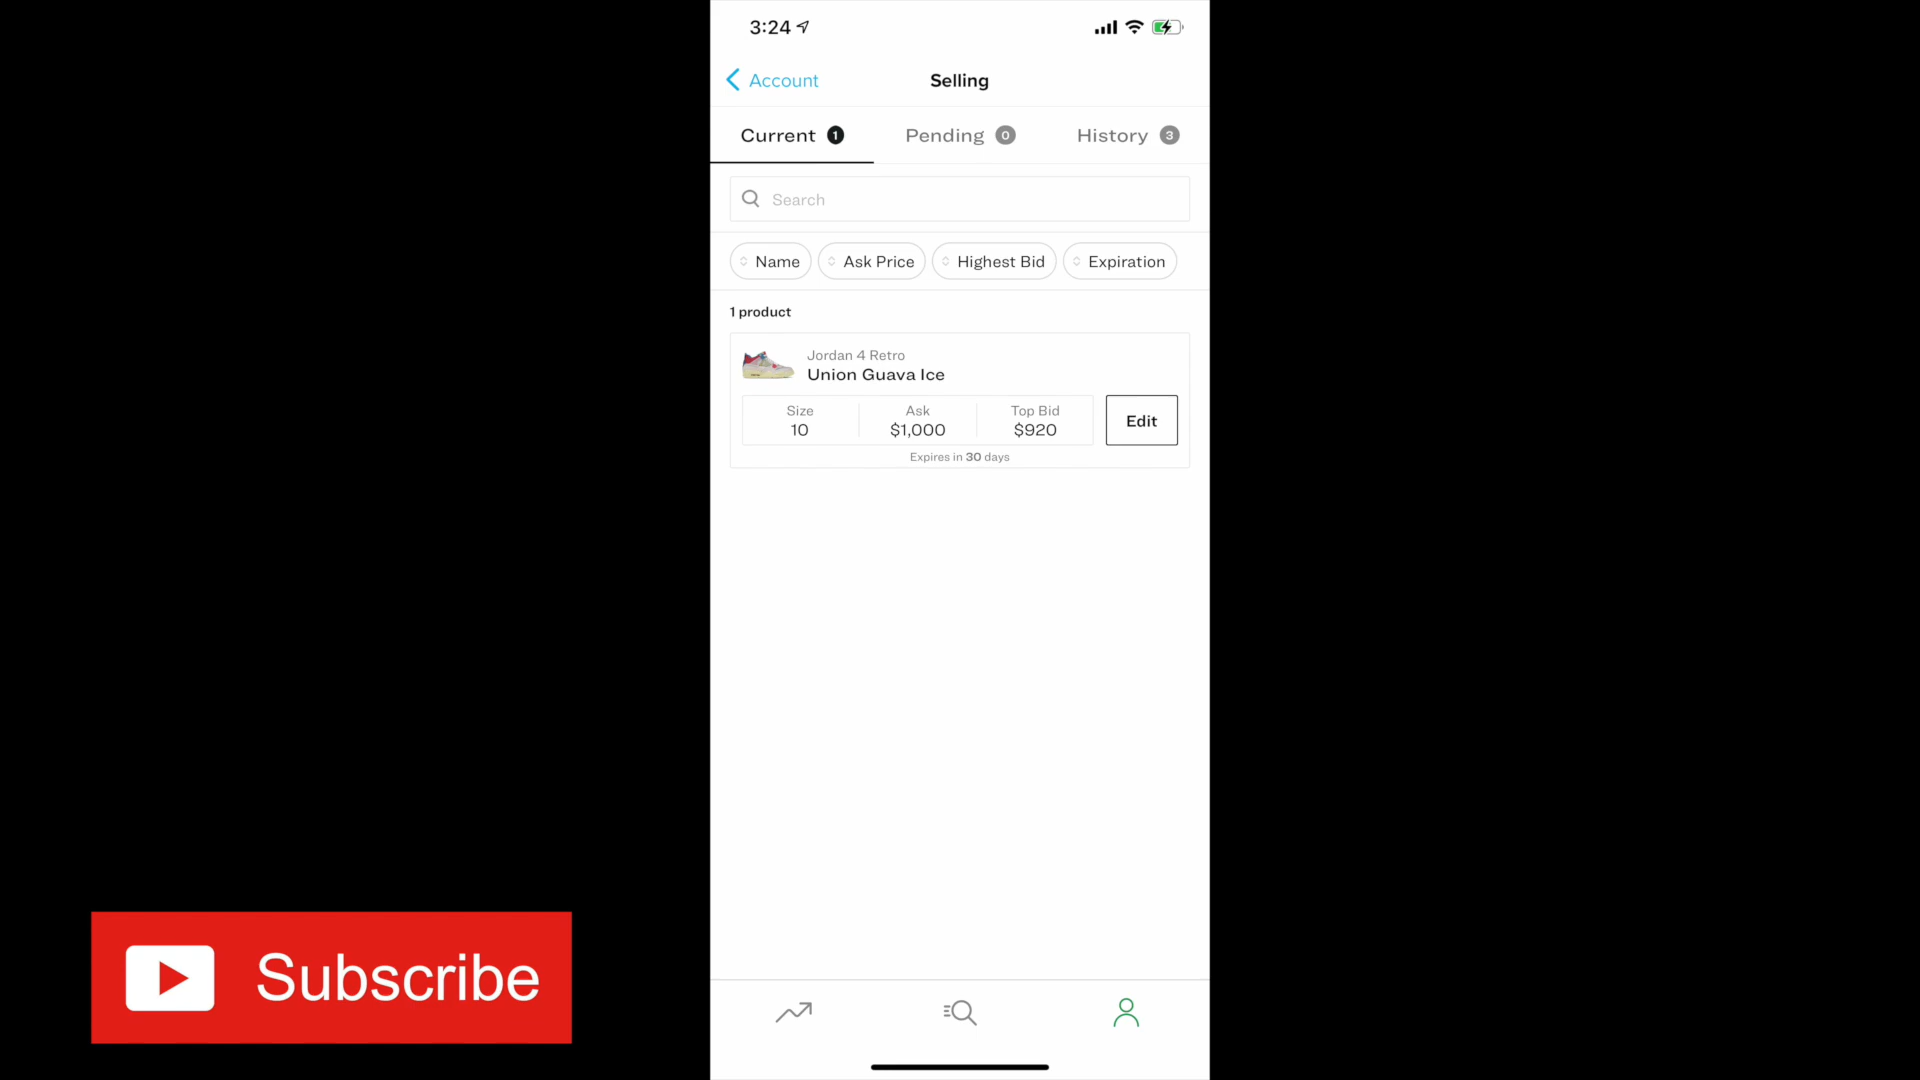 3:24
Account
Selling
Current 1
Pending 0
History 3
Search
Name
Ask Price
Highest Bid
Expiration
1 product
Jordan 4 Retro
Union Guava Ice
Size
10
Ask
$1,000
Top Bid
$920
Edit
Expires in 30 days
Subscribe